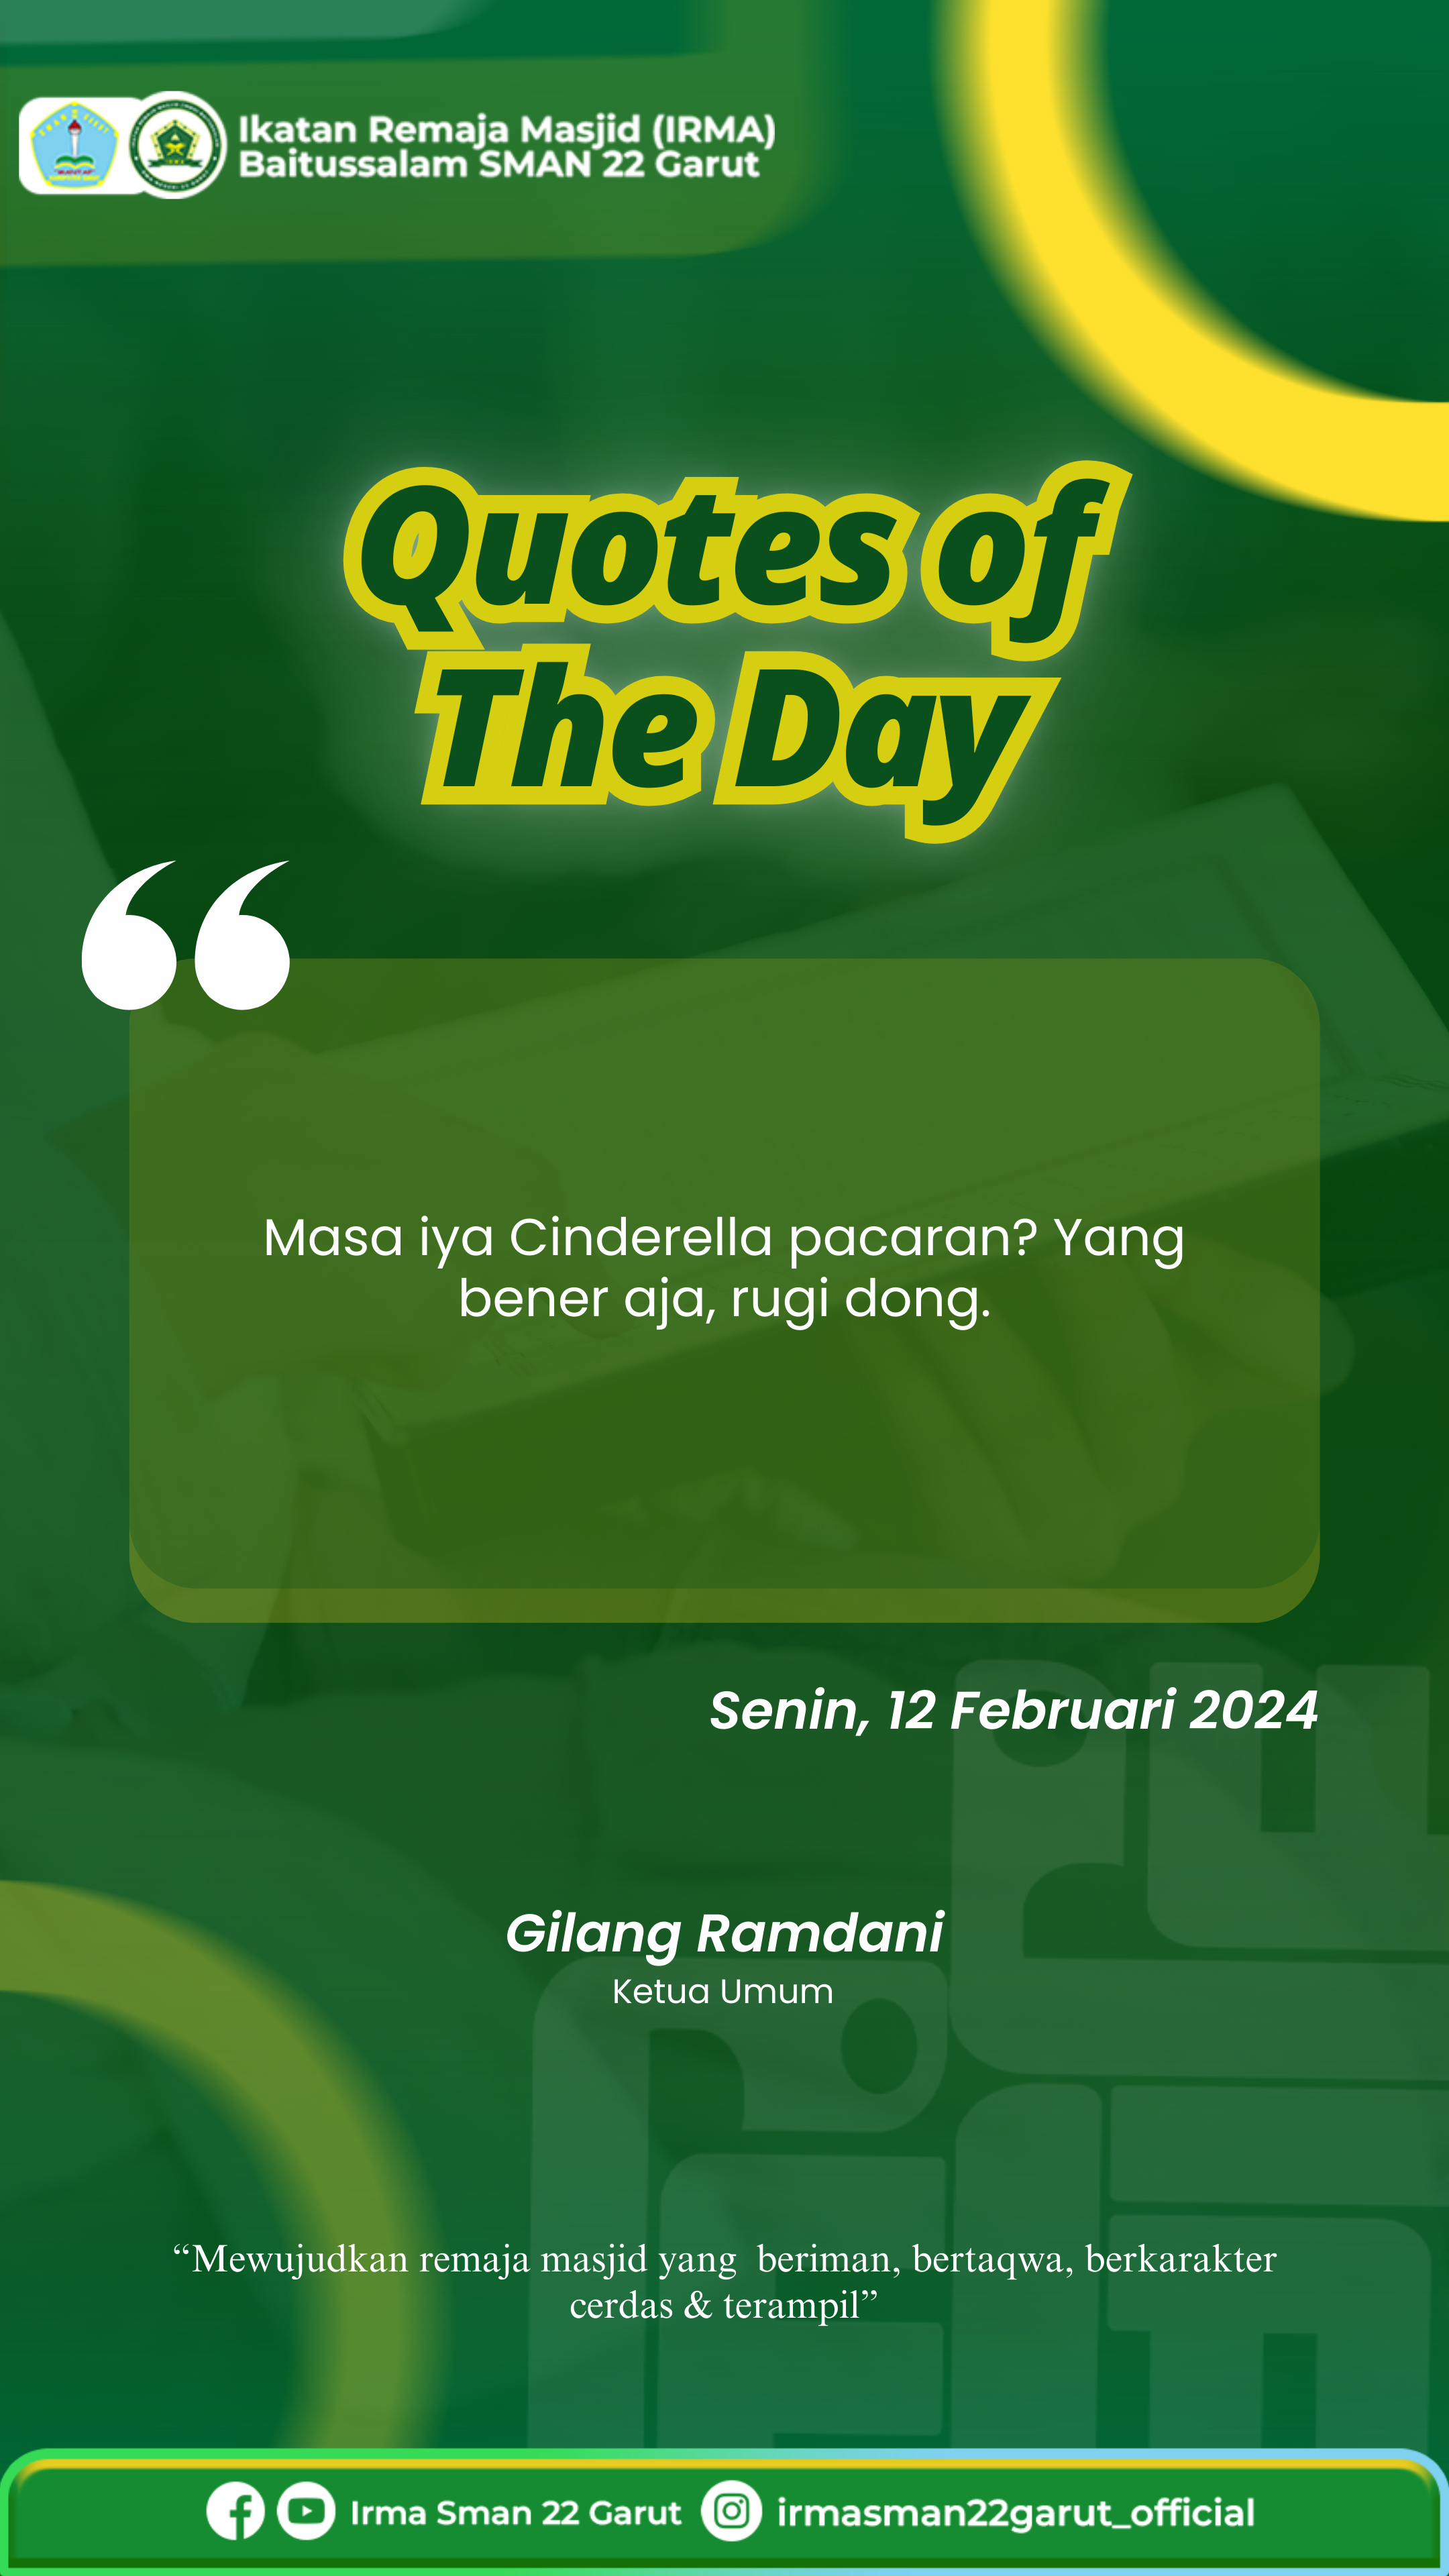 Ikatan Remaja Masjid (IRMA)
Baitussalam SMAN 22 Garut
Quotes of
The Day
“
Masa iya Cinderella pacaran? Yang
bener aja, rugi dong.
Senin, 12 Februari 2024
Gilang Ramdani
Ketua Umum
“Mewujudkan remaja masjid yang  beriman, bertaqwa, berkarakter
cerdas & terampil”
Irma Sman 22 Garut irmasman22garut_official